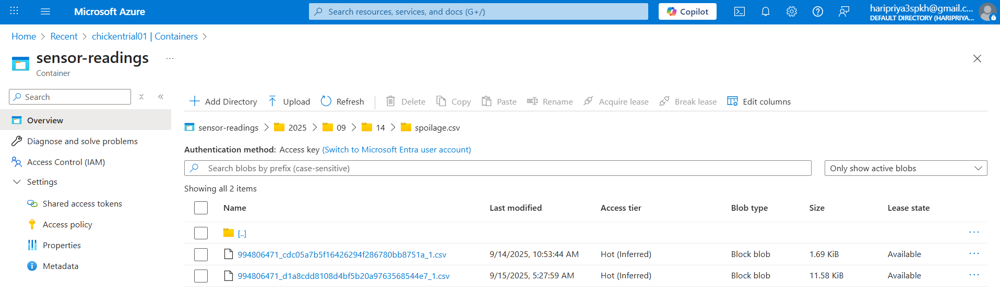 Microsoft Azure
Search resources, services, and docs (G+/)
Copilot
haripriya3spkh@gmail.c...
DEFAULT DIRECTORY (HARIPRIYA...
Home > Recent > chickentrial01 | Containers >
sensor-readings ...
Container
Search
Overview
Diagnose and solve problems
Access Control (IAM)
Settings
Shared access tokens
Access policy
Properties
Metadata
Add Directory Upload Refresh Delete Copy Paste Rename Acquire lease Break lease Edit columns
sensor-readings > 2025 > 09 > 14 > spoilage.csv
Authentication method: Access key (Switch to Microsoft Entra user account)
Search blobs by prefix (case-sensitive)
Only show active blobs
Showing all 2 items
Name Last modified Access tier Blob type Size Lease state
[..] ...
994806471_cdc05a7b5f16426294f286780bb8751a_1.csv 9/14/2025, 10:53:44 AM Hot (Inferred) Block blob 1.69 KiB Available ...
994806471_d1a8cdd8108d4bf5b20a9763568544e7_1.csv 9/15/2025, 5:27:59 AM Hot (Inferred) Block blob 11.58 KiB Available ...